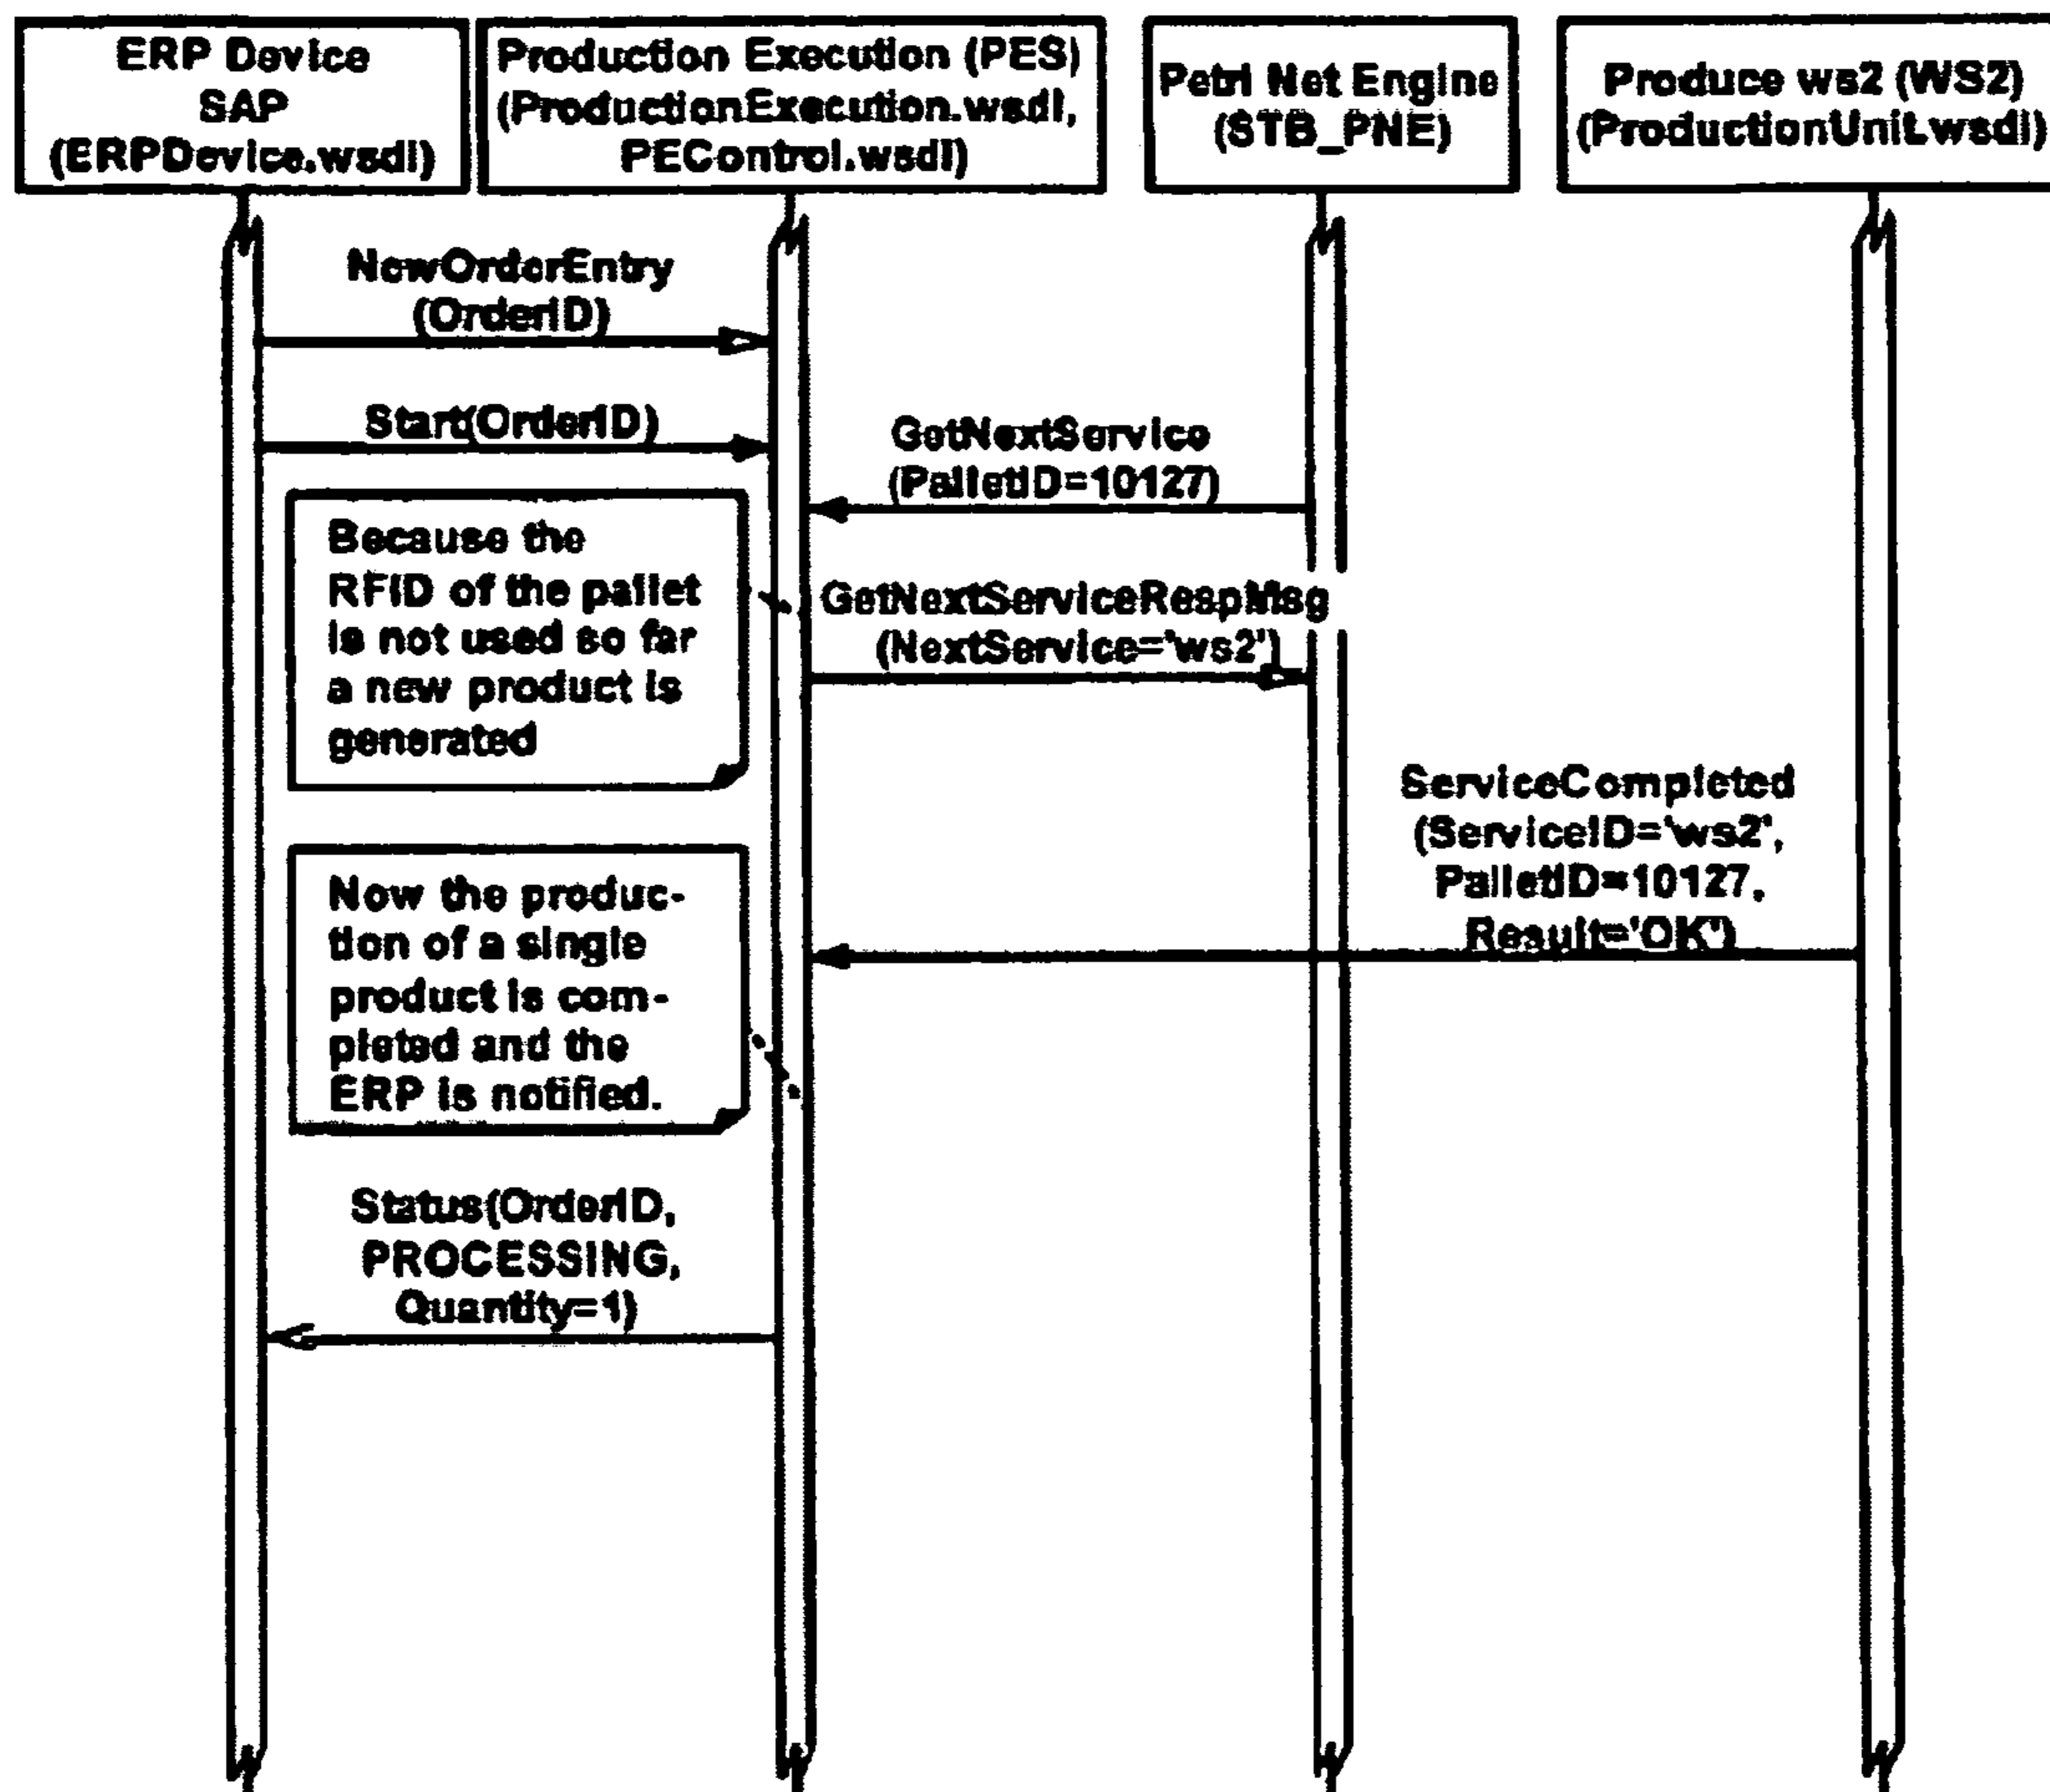 ERP Device
SAP
(ERPDevice.wsdl)
Production Execution (PES)
(ProductionExecution.wsdl,
PEControl.wsdl)
Petri Net Engine
(STB_PNE)
Produce ws2 (WS2)
(ProductionUnit.wsdl)
NewOrderEntry
(OrderID)
Start(OrderID)
GetNextService
(PalletID=10127)
Because the
RFID of the pallet
is not used so far
a new product is
generated
GetNextServiceRespMsg
(NextService='ws2')
ServiceCompleted
(ServiceID='ws2',
PalletID=10127,
Result='OK')
Now the produc-
tion of a single
product is com-
pleted and the
ERP is notified.
Status(OrderID,
PROCESSING,
Quantity=1)